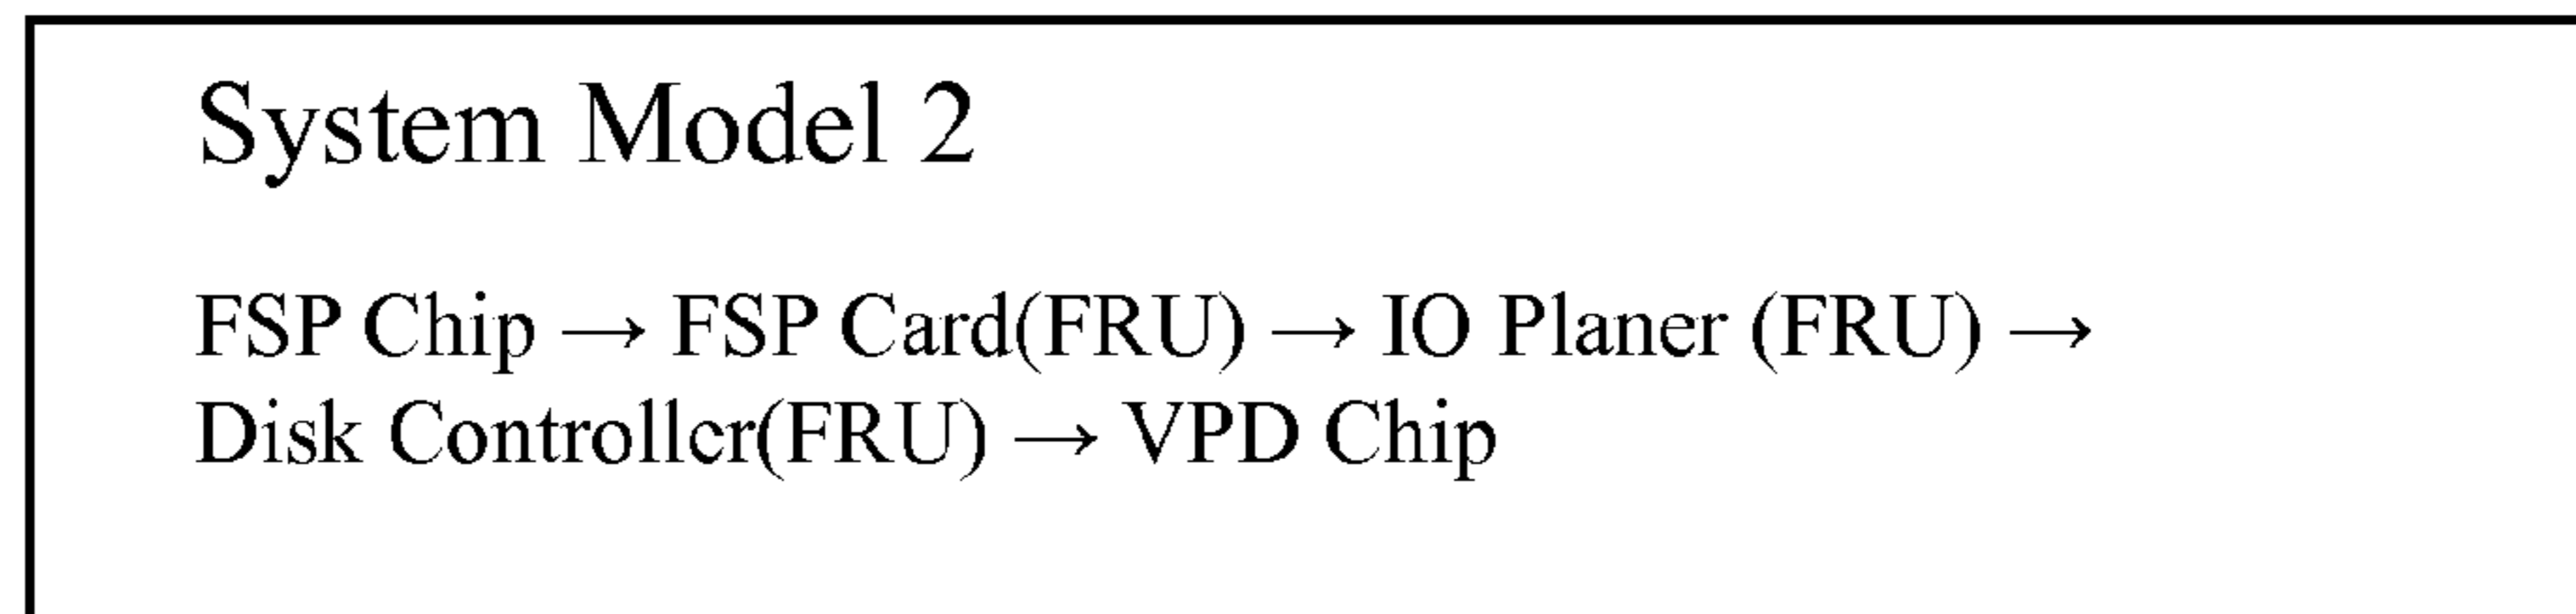 System Model 2
FSP Chip → FSP Card(FRU) → IO Planer (FRU) →
Disk Controller(FRU) → VPD Chip